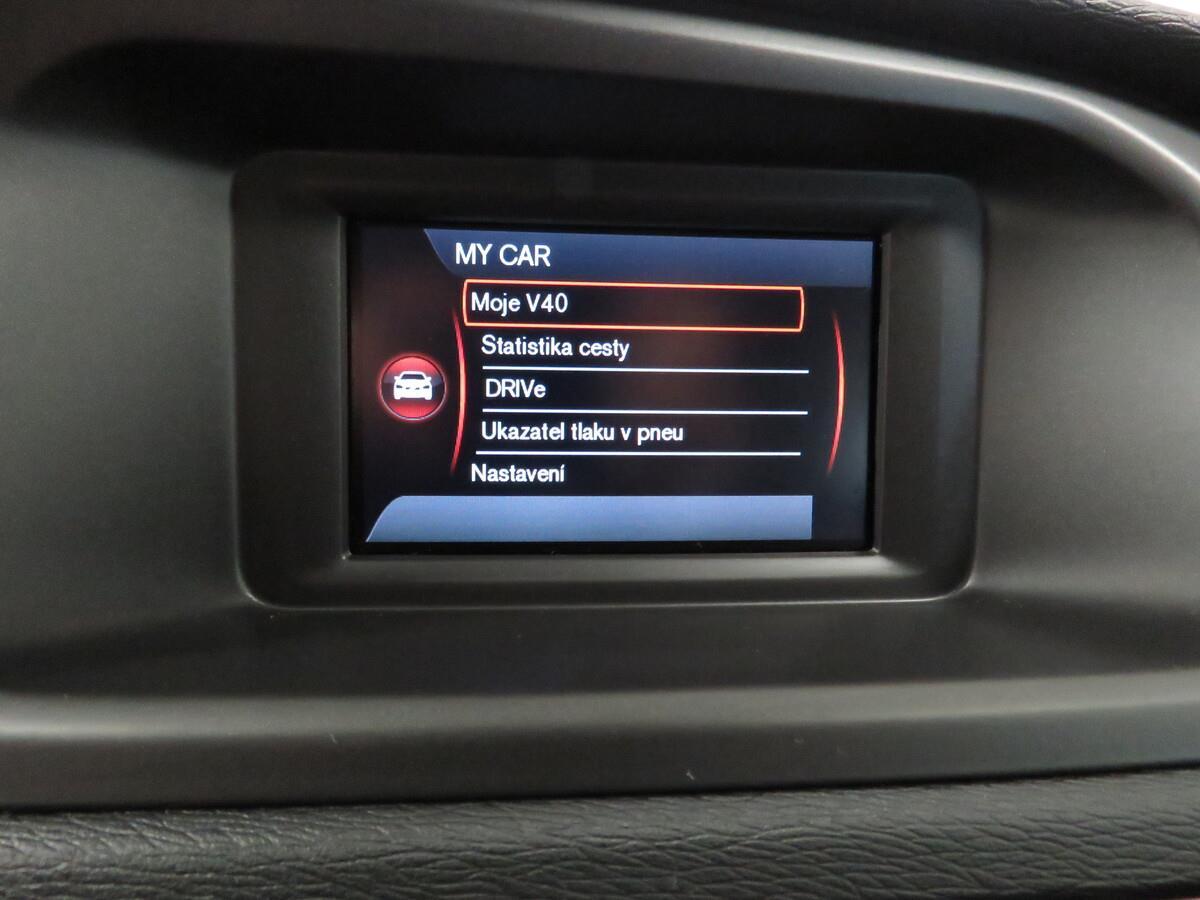 MY CAR
Moje V40
Statistika cesty
DRIVe
Ukazatel tlaku v pneu
Nastavení